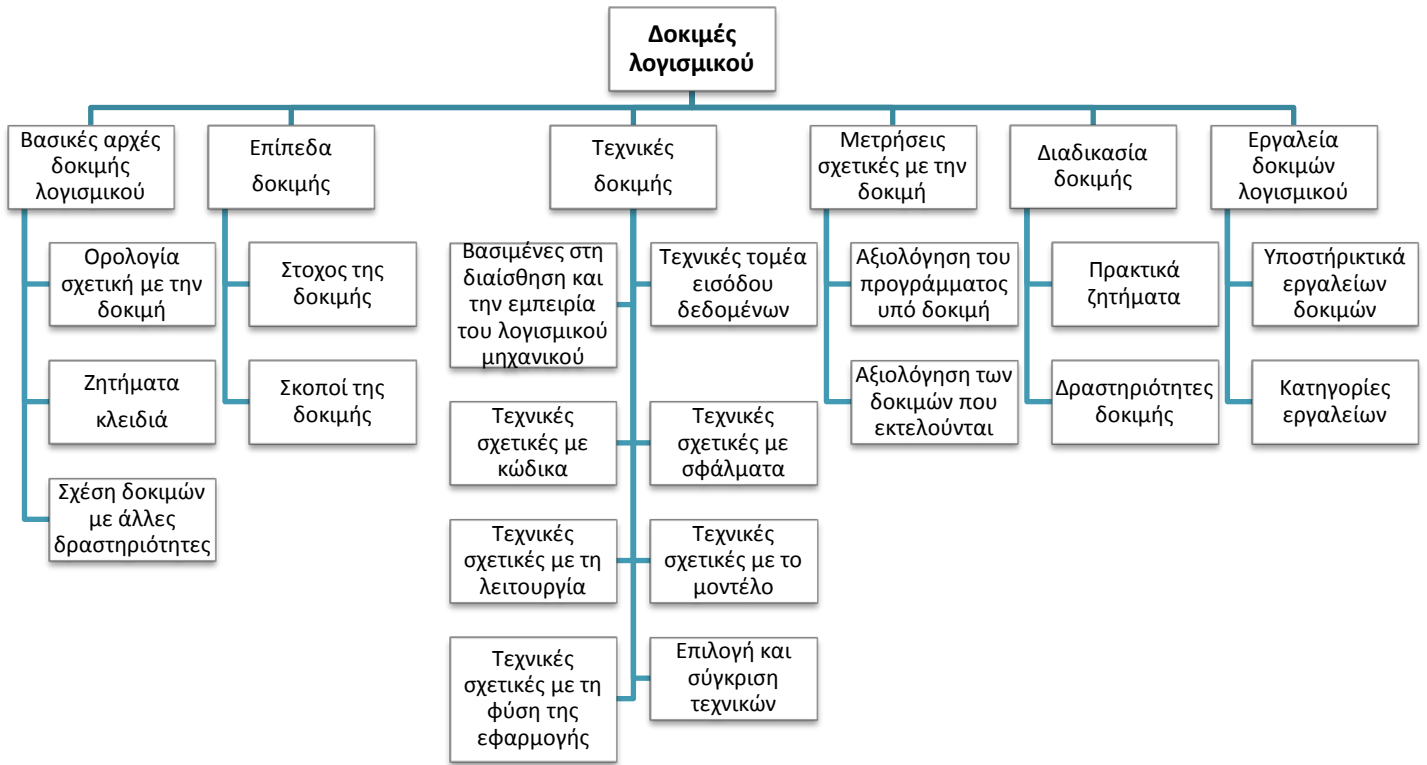 Δοκιμές
λογισμικού
Βασικές αρχές
δοκιμής
λογισμικού
Ορολογία
σχετική με την
δοκιμή
Ζητήματα
κλειδιά
Σχέση δοκιμών
με άλλες
δραστηριότητες
Επίπεδα
δοκιμής
Στοχος της
δοκιμής
Σκοποί της
δοκιμής
Τεχνικές
δοκιμής
Βασιμένες στη
διαίσθηση και
την εμπειρία
του λογισμικού
μηχανικού
Τεχνικές τομέα
εισόδου
δεδομένων
Τεχνικές
σχετικές με
κώδικα
Τεχνικές
σχετικές με
σφάλματα
Τεχνικές
σχετικές με τη
λειτουργία
Τεχνικές
σχετικές με το
μοντέλο
Τεχνικές
σχετικές με τη
φύση της
εφαρμογής
Επιλογή και
σύγκριση
τεχνικών
Μετρήσεις
σχετικές με την
δοκιμή
Αξιολόγηση του
προγράμματος
υπό δοκιμή
Αξιολόγηση των
δοκιμών που
εκτελούνται
Διαδικασία
δοκιμής
Πρακτικά
ζητήματα
Δραστηριότητες
δοκιμής
Εργαλεία
δοκιμών
λογισμικού
Υποστήρικτικά
εργαλείων
δοκιμών
Κατηγορίες
εργαλείων